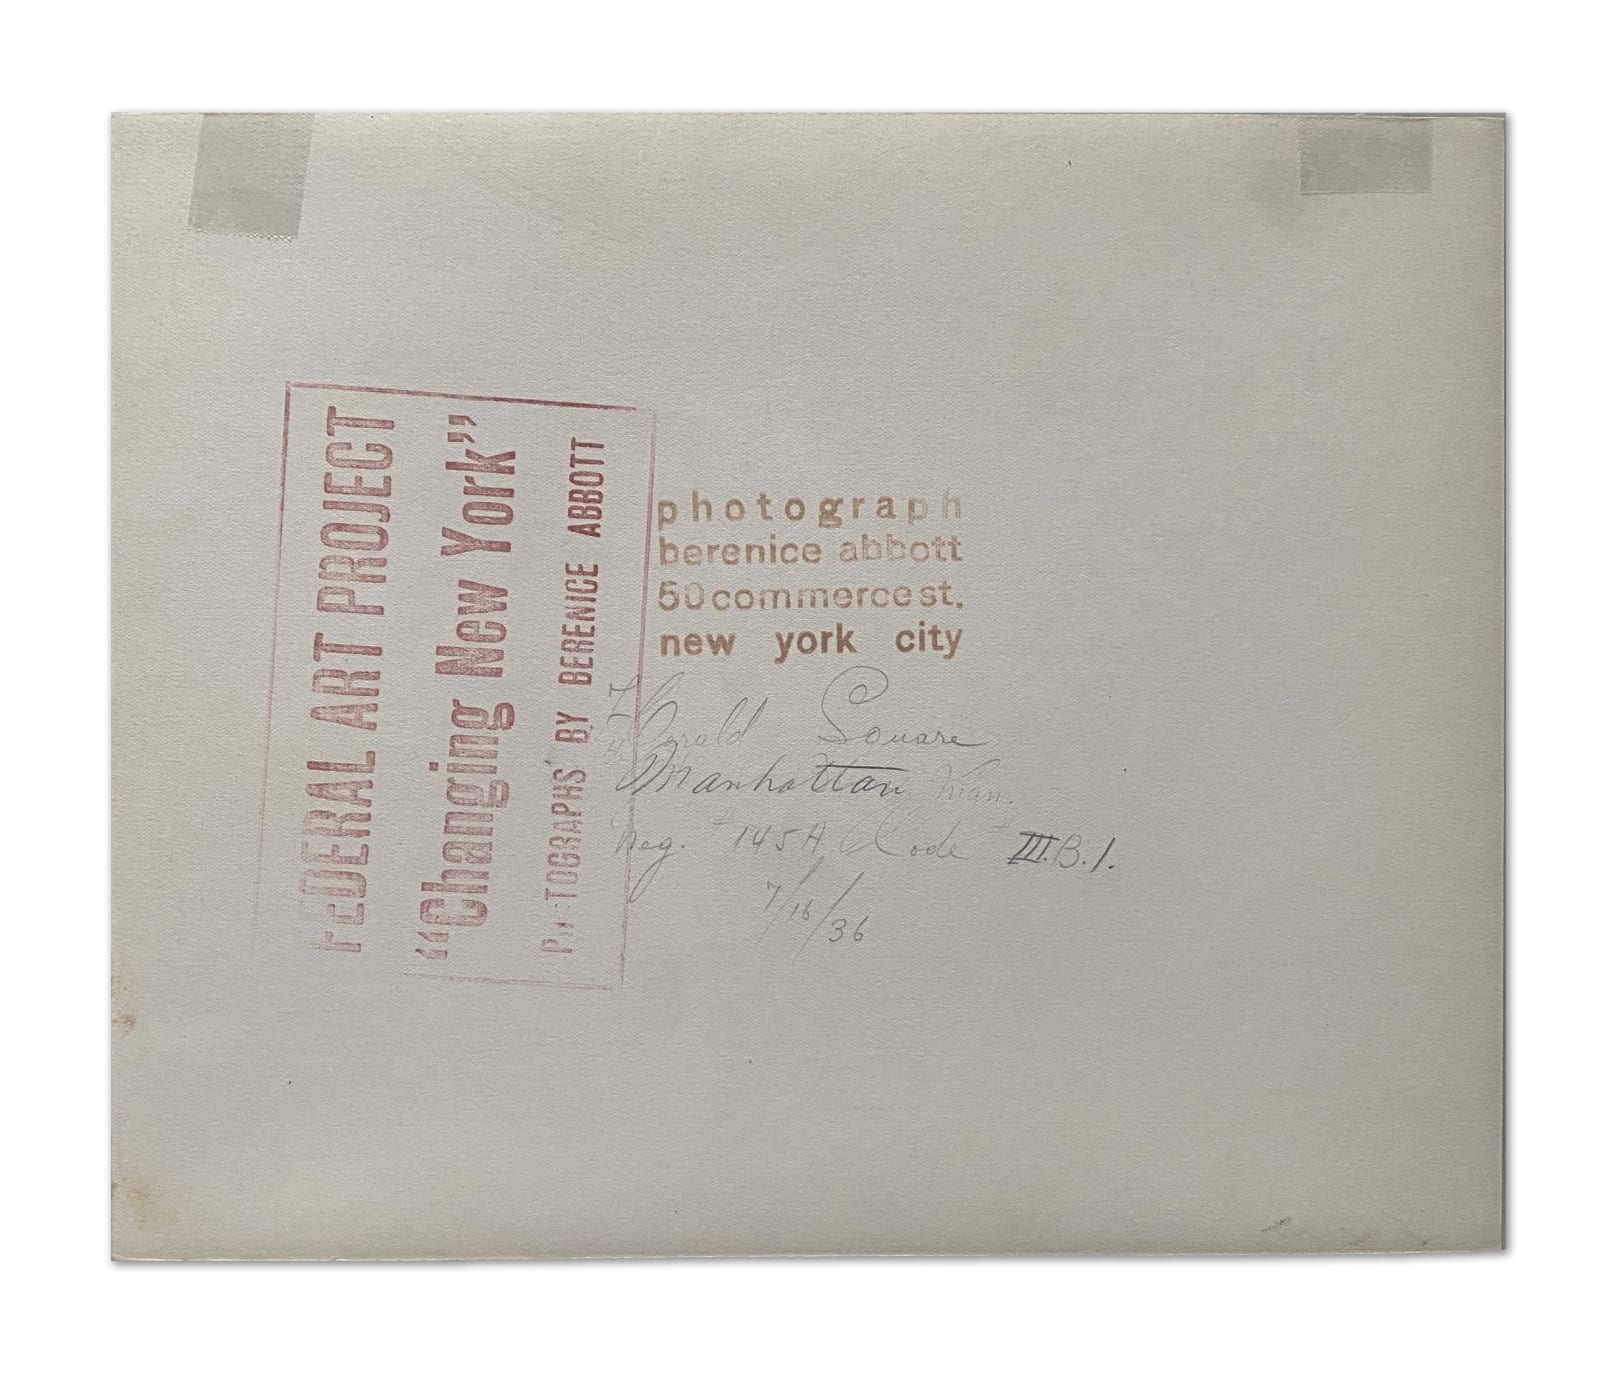 FEDERAL ART PROJECT
“Changing New York”
PHOTOGRAPHS BY BERENICE ABBOTT
photograph
berenice abbott
50 commerce st.
new york city
Herald Square
Manhattan
Neg. # 145A Code III.B.1.
7/16/36